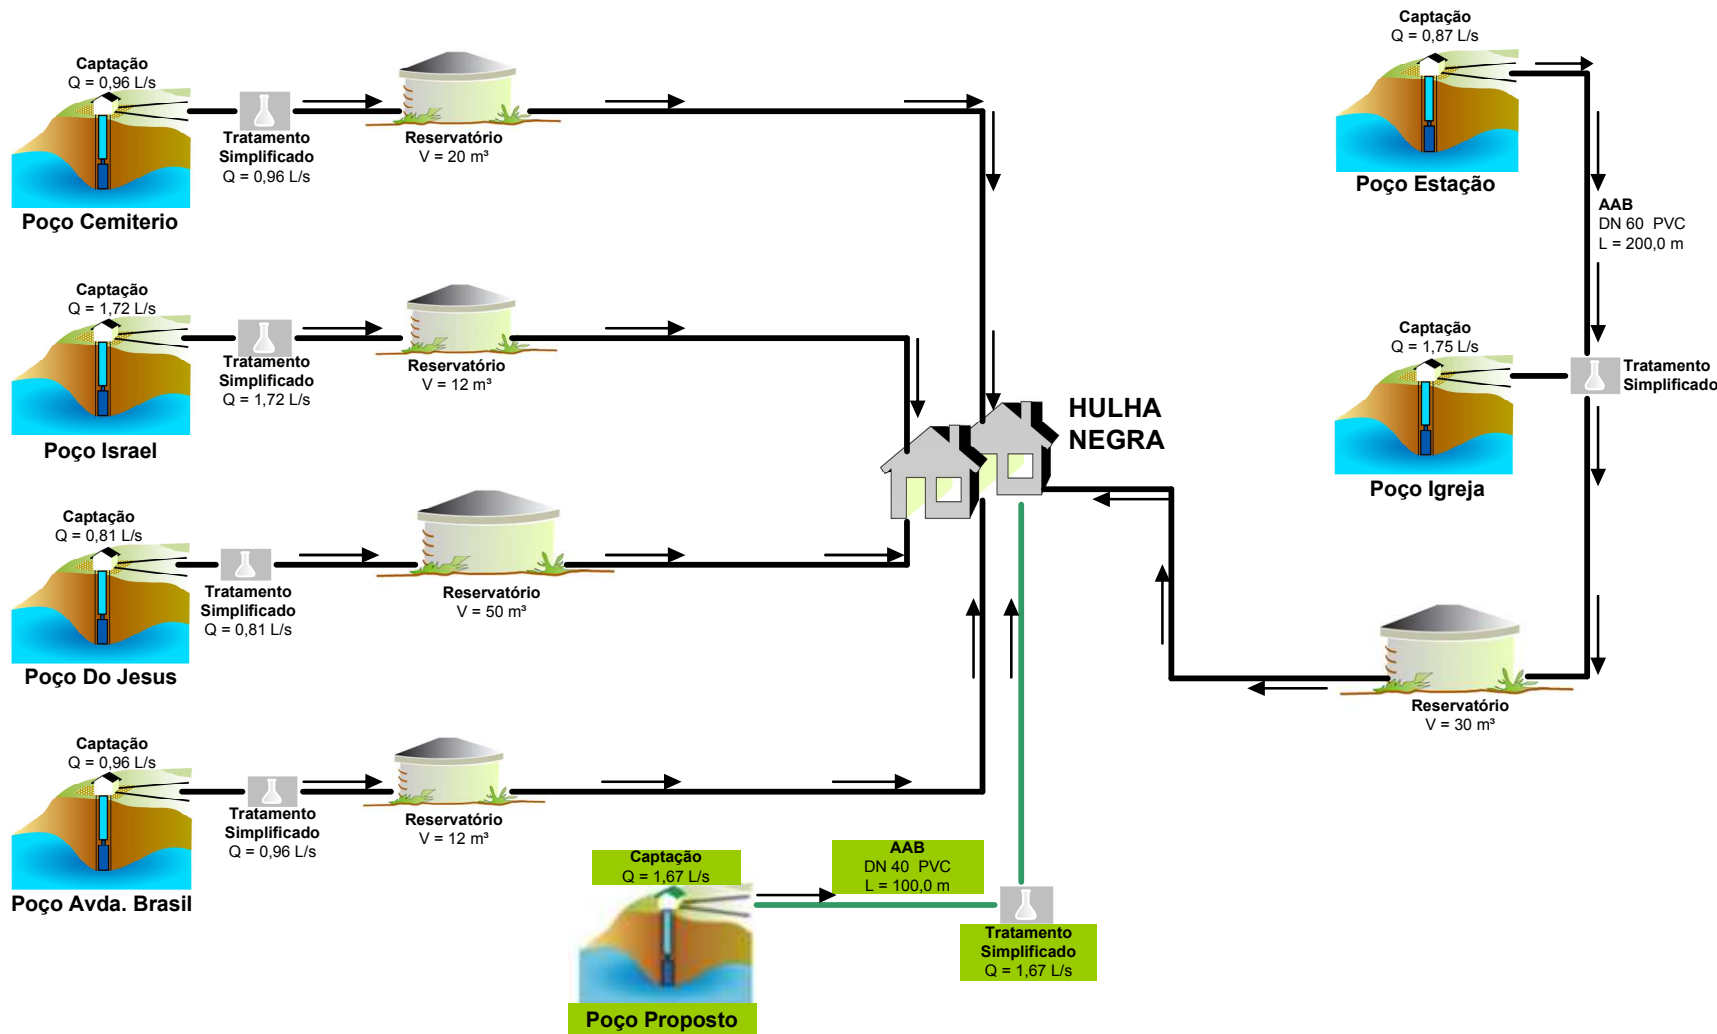 Captação
Q = 0,96 L/s
Tratamento
Simplificado
Q = 0,96 L/s
Reservatório
V = 20 m³
Poço Cemiterio
Captação
Q = 1,72 L/s
Tratamento
Simplificado
Q = 1,72 L/s
Reservatório
V = 12 m³
Poço Israel
Captação
Q = 0,81 L/s
Tratamento
Simplificado
Q = 0,81 L/s
Reservatório
V = 50 m³
Poço Do Jesus
Captação
Q = 0,96 L/s
Tratamento
Simplificado
Q = 0,96 L/s
Reservatório
V = 12 m³
Poço Avda. Brasil
Captação
Q = 1,67 L/s
AAB
DN 40 PVC
L = 100,0 m
Tratamento
Simplificado
Q = 1,67 L/s
Poço Proposto
HULHA
NEGRA
Captação
Q = 0,87 L/s
Poço Estação
AAB
DN 60 PVC
L = 200,0 m
Captação
Q = 1,75 L/s
Tratamento
Simplificado
Poço Igreja
Reservatório
V = 30 m³